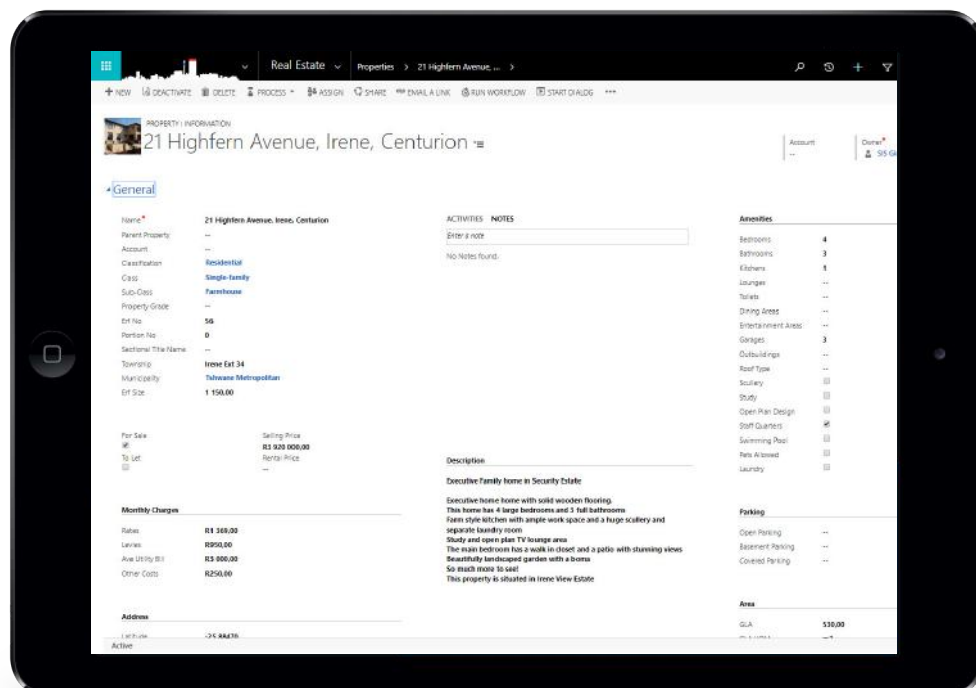 Real Estate
Properties > 21 Highfern Avenue, ... >
+ NEW DEACTIVATE DELETE PROCESS ASSIGN SHARE EMAIL A LINK RUN WORKFLOW START DIALOG •••
PROPERTY : INFORMATION
21 Highfern Avenue, Irene, Centurion
Account
--
Owner*
General
Name* 21 Highfern Avenue, Irene, Centurion
Parent Property --
Account --
Classification Residential
Class Single-family
Sub-Class Farmhouse
Property Grade --
Erf No 56
Portion No 0
Sectional Title Name --
Township Irene Ext 34
Municipality Tshwane Metropolitan
Erf Size 1 150,00
For Sale
Selling Price
R3 920 000,00
To Let
Rental Price
--
Monthly Charges
Rates R1 369,00
Levies R950,00
Ave Utility Bill R3 000,00
Other Costs R250,00
Address
Latitude
Active
ACTIVITIES NOTES
Enter a note
No Notes found.
Description
Executive Family home in Security Estate
Executive home home with solid wooden flooring.
This home has 4 large bedrooms and 3 full bathrooms
Farm style kitchen with ample work space and a huge scullery and
separate laundry room
Study and open plan TV lounge area
The main bedroom has a walk in closet and a patio with stunning views
Beautifully landscaped garden with a boma
So much more to see!
This property is situated in Irene View Estate
Amenities
Bedrooms 4
Bathrooms 3
Kitchens 1
Lounges --
Toilets --
Dining Areas --
Entertainment Areas --
Garages 3
Outbuildings --
Roof Type --
Scullery
Study
Open Plan Design
Staff Quarters
Swimming Pool
Pets Allowed
Laundry
Parking
Open Parking --
Basement Parking --
Covered Parking --
Area
GLA 530,00